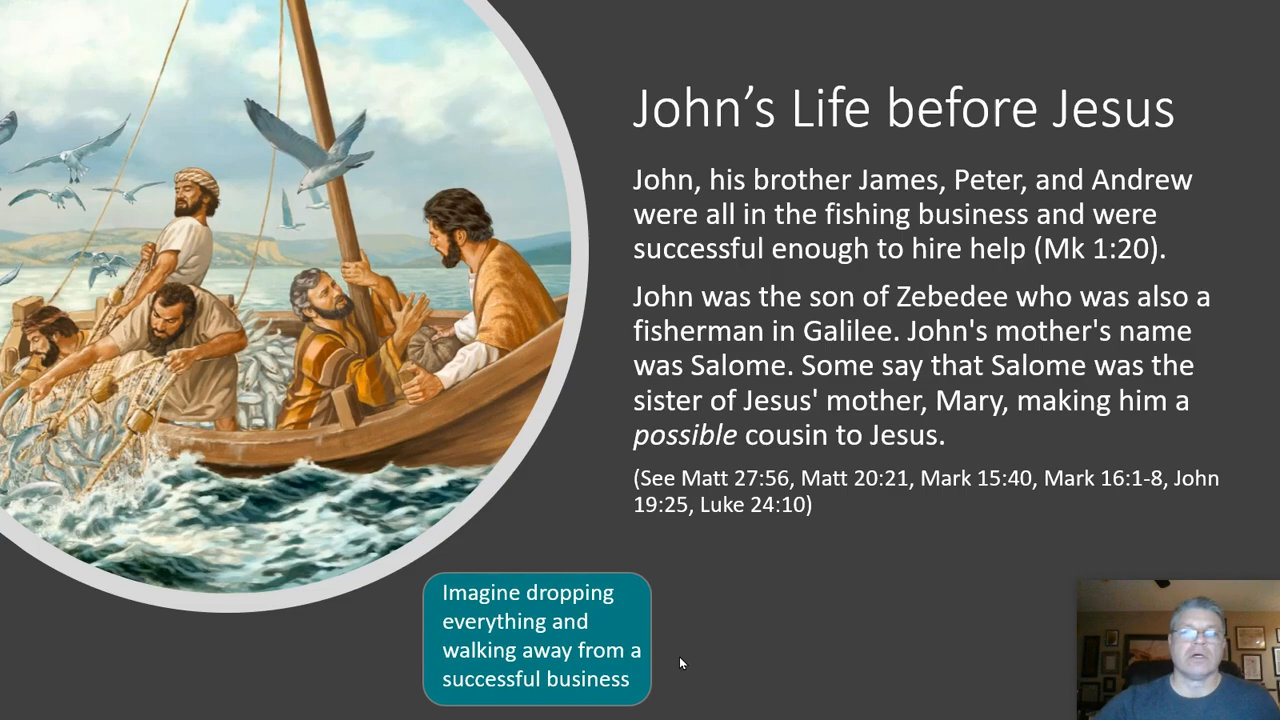 John’s Life before Jesus
John, his brother James, Peter, and Andrew
were all in the fishing business and were
successful enough to hire help (Mk 1:20).
John was the son of Zebedee who was also a
fisherman in Galilee. John's mother's name
was Salome. Some say that Salome was the
sister of Jesus' mother, Mary, making him a
possible cousin to Jesus.
(See Matt 27:56, Matt 20:21, Mark 15:40, Mark 16:1-8, John
19:25, Luke 24:10)
Imagine dropping
everything and
walking away from a
successful business